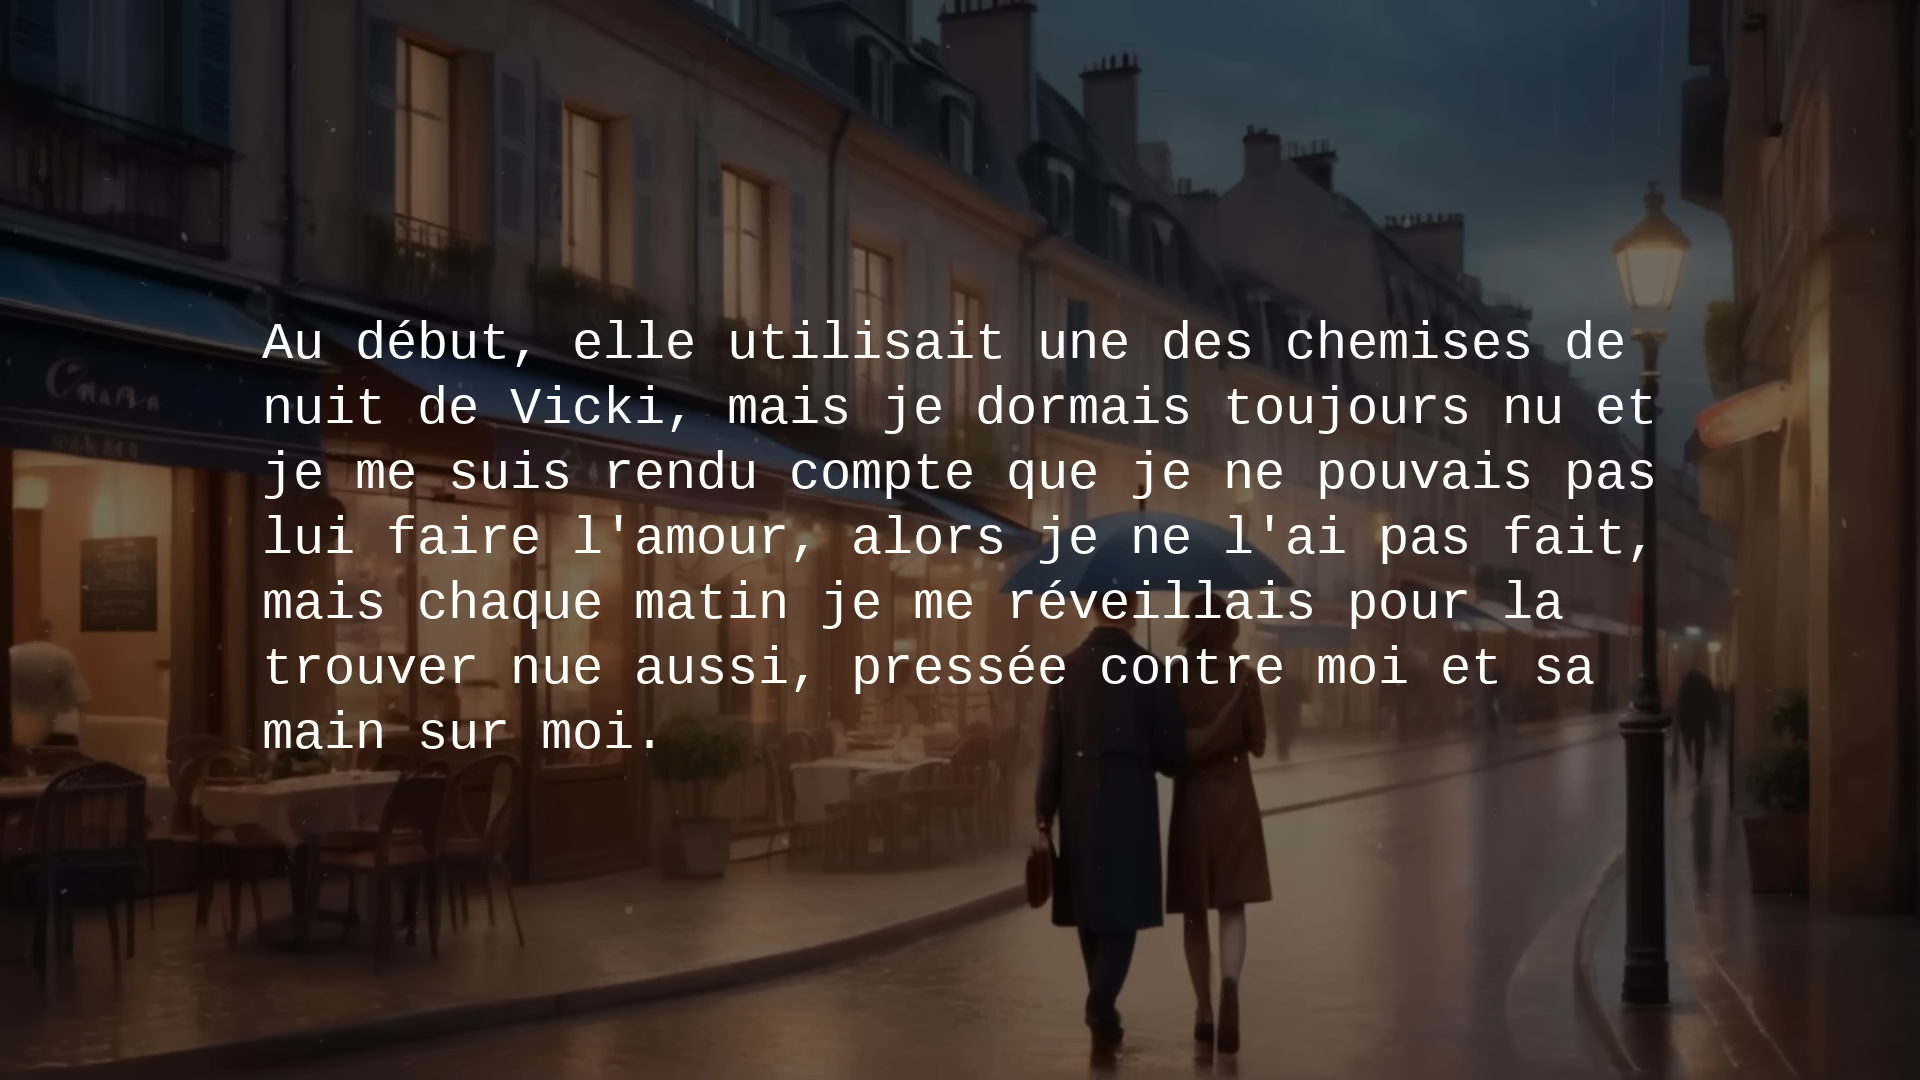 Au début, elle utilisait une des chemises de
nuit de Vicki, mais je dormais toujours nu et
je me suis rendu compte que je ne pouvais pas
lui faire l'amour, alors je ne l'ai pas fait,
mais chaque matin je me réveillais pour la
trouver nue aussi, pressée contre moi et sa
main sur moi.